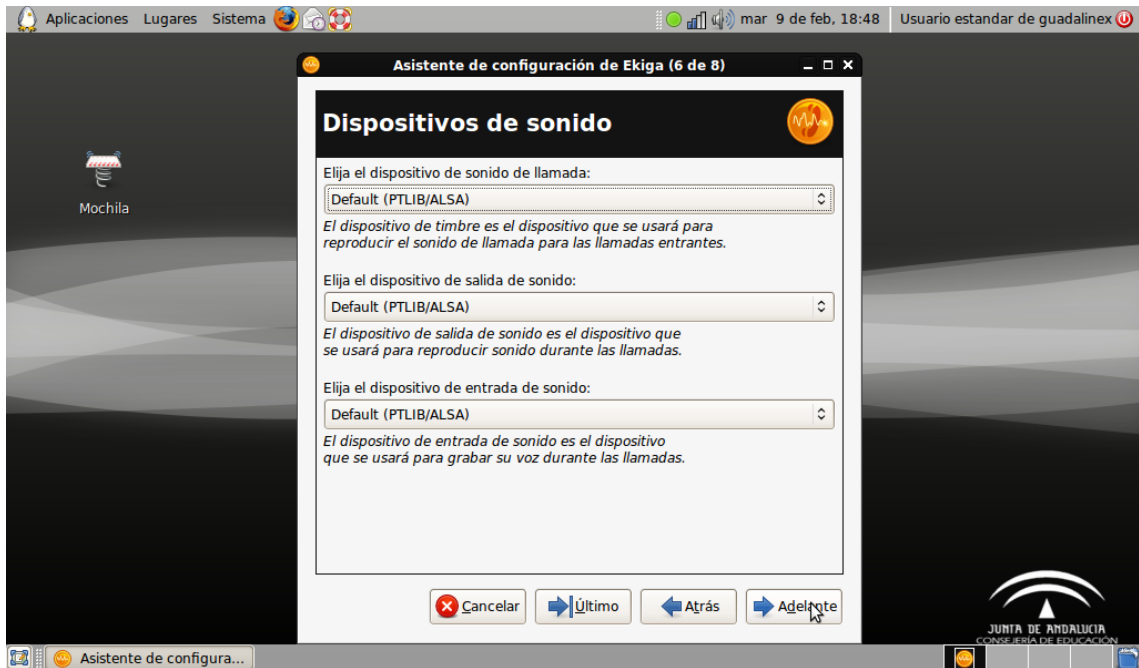 Aplicaciones Lugares Sistema mar 9 de feb, 18:48 Usuario estandar de guadalinex
Asistente de configuración de Ekiga (6 de 8)
Dispositivos de sonido
Mochila
Elija el dispositivo de sonido de llamada:
Default (PTLIB/ALSA)
El dispositivo de timbre es el dispositivo que se usará para
reproducir el sonido de llamada para las llamadas entrantes.
Elija el dispositivo de salida de sonido:
Default (PTLIB/ALSA)
El dispositivo de salida de sonido es el dispositivo que
se usará para reproducir sonido durante las llamadas.
Elija el dispositivo de entrada de sonido:
Default (PTLIB/ALSA)
El dispositivo de entrada de sonido es el dispositivo
que se usará para grabar su voz durante las llamadas.
Cancelar Último Atrás Adelante
JUNTA DE ANDALUCIA
CONSEJERÍA DE EDUCACIÓN
Asistente de configura...